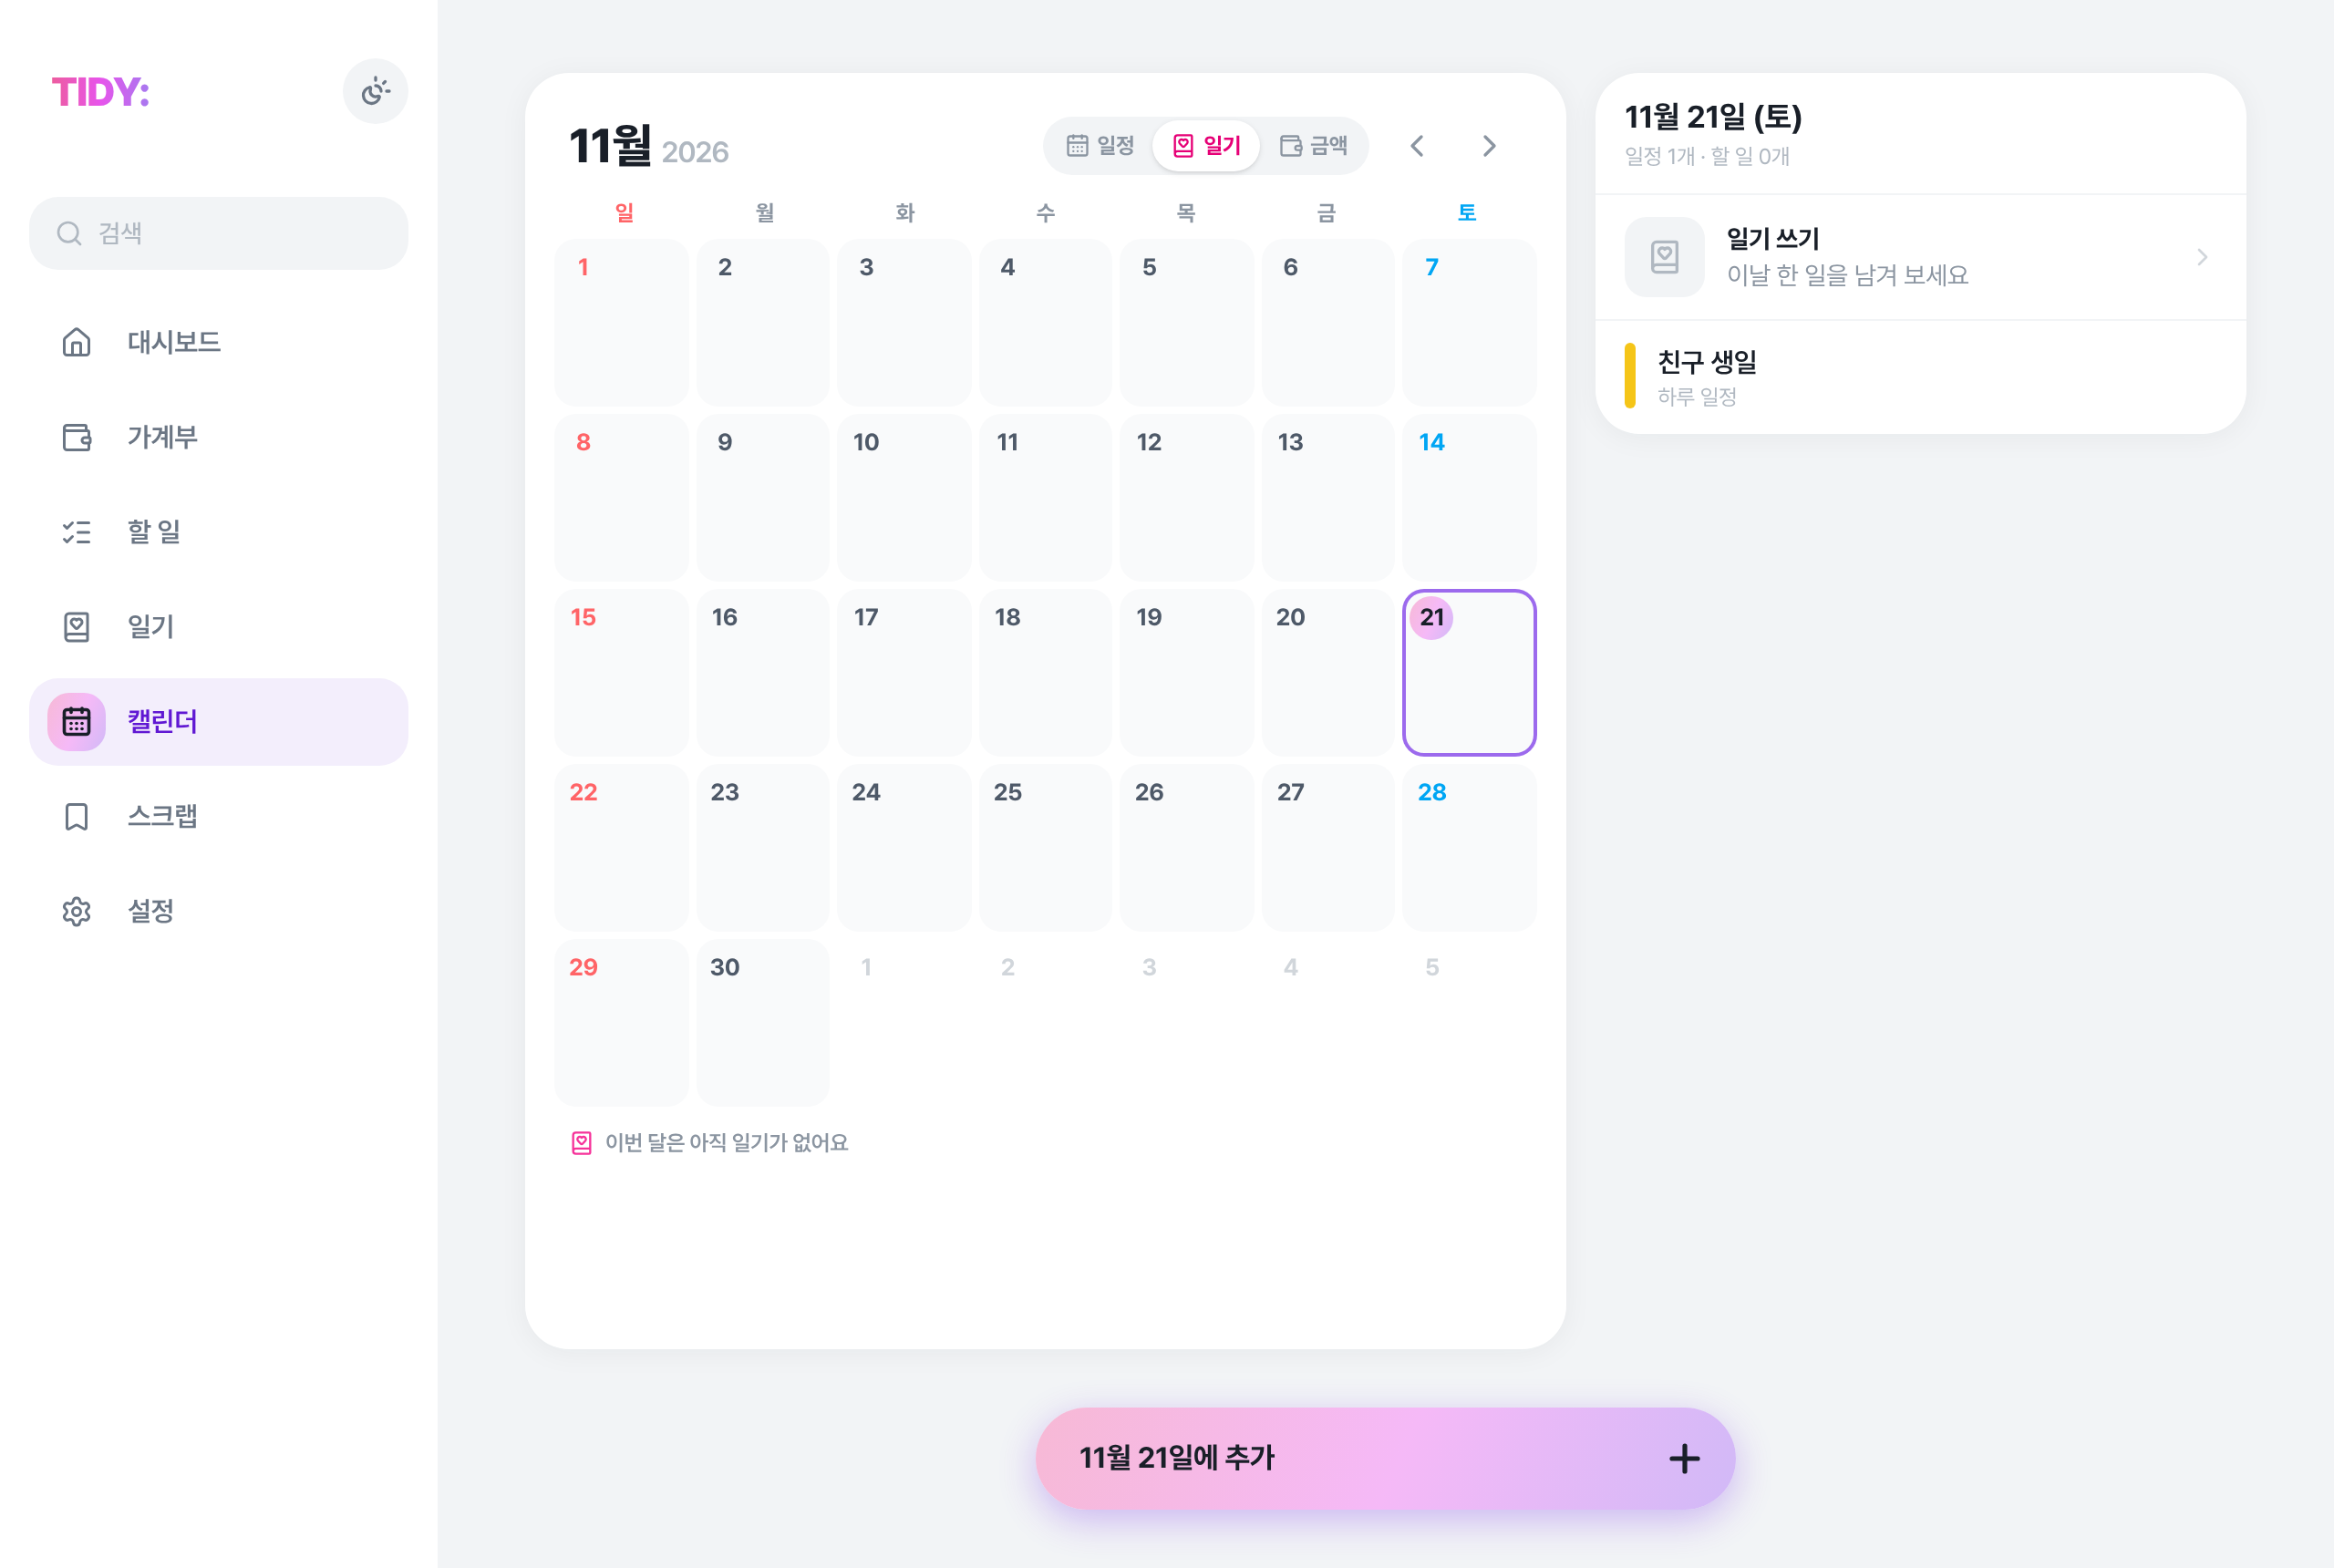 TIDY:
검색
대시보드
가계부
할 일
일기
캘린더
스크랩
설정
11월 2026
일정 일기 금액
일 월 화 수 목 금 토
1 2 3 4 5 6 7
8 9 10 11 12 13 14
15 16 17 18 19 20 21
22 23 24 25 26 27 28
29 30 1 2 3 4 5
이번 달은 아직 일기가 없어요
11월 21일 (토)
일정 1개 · 할 일 0개
일기 쓰기
이날 한 일을 남겨 보세요
친구 생일
하루 일정
11월 21일에 추가